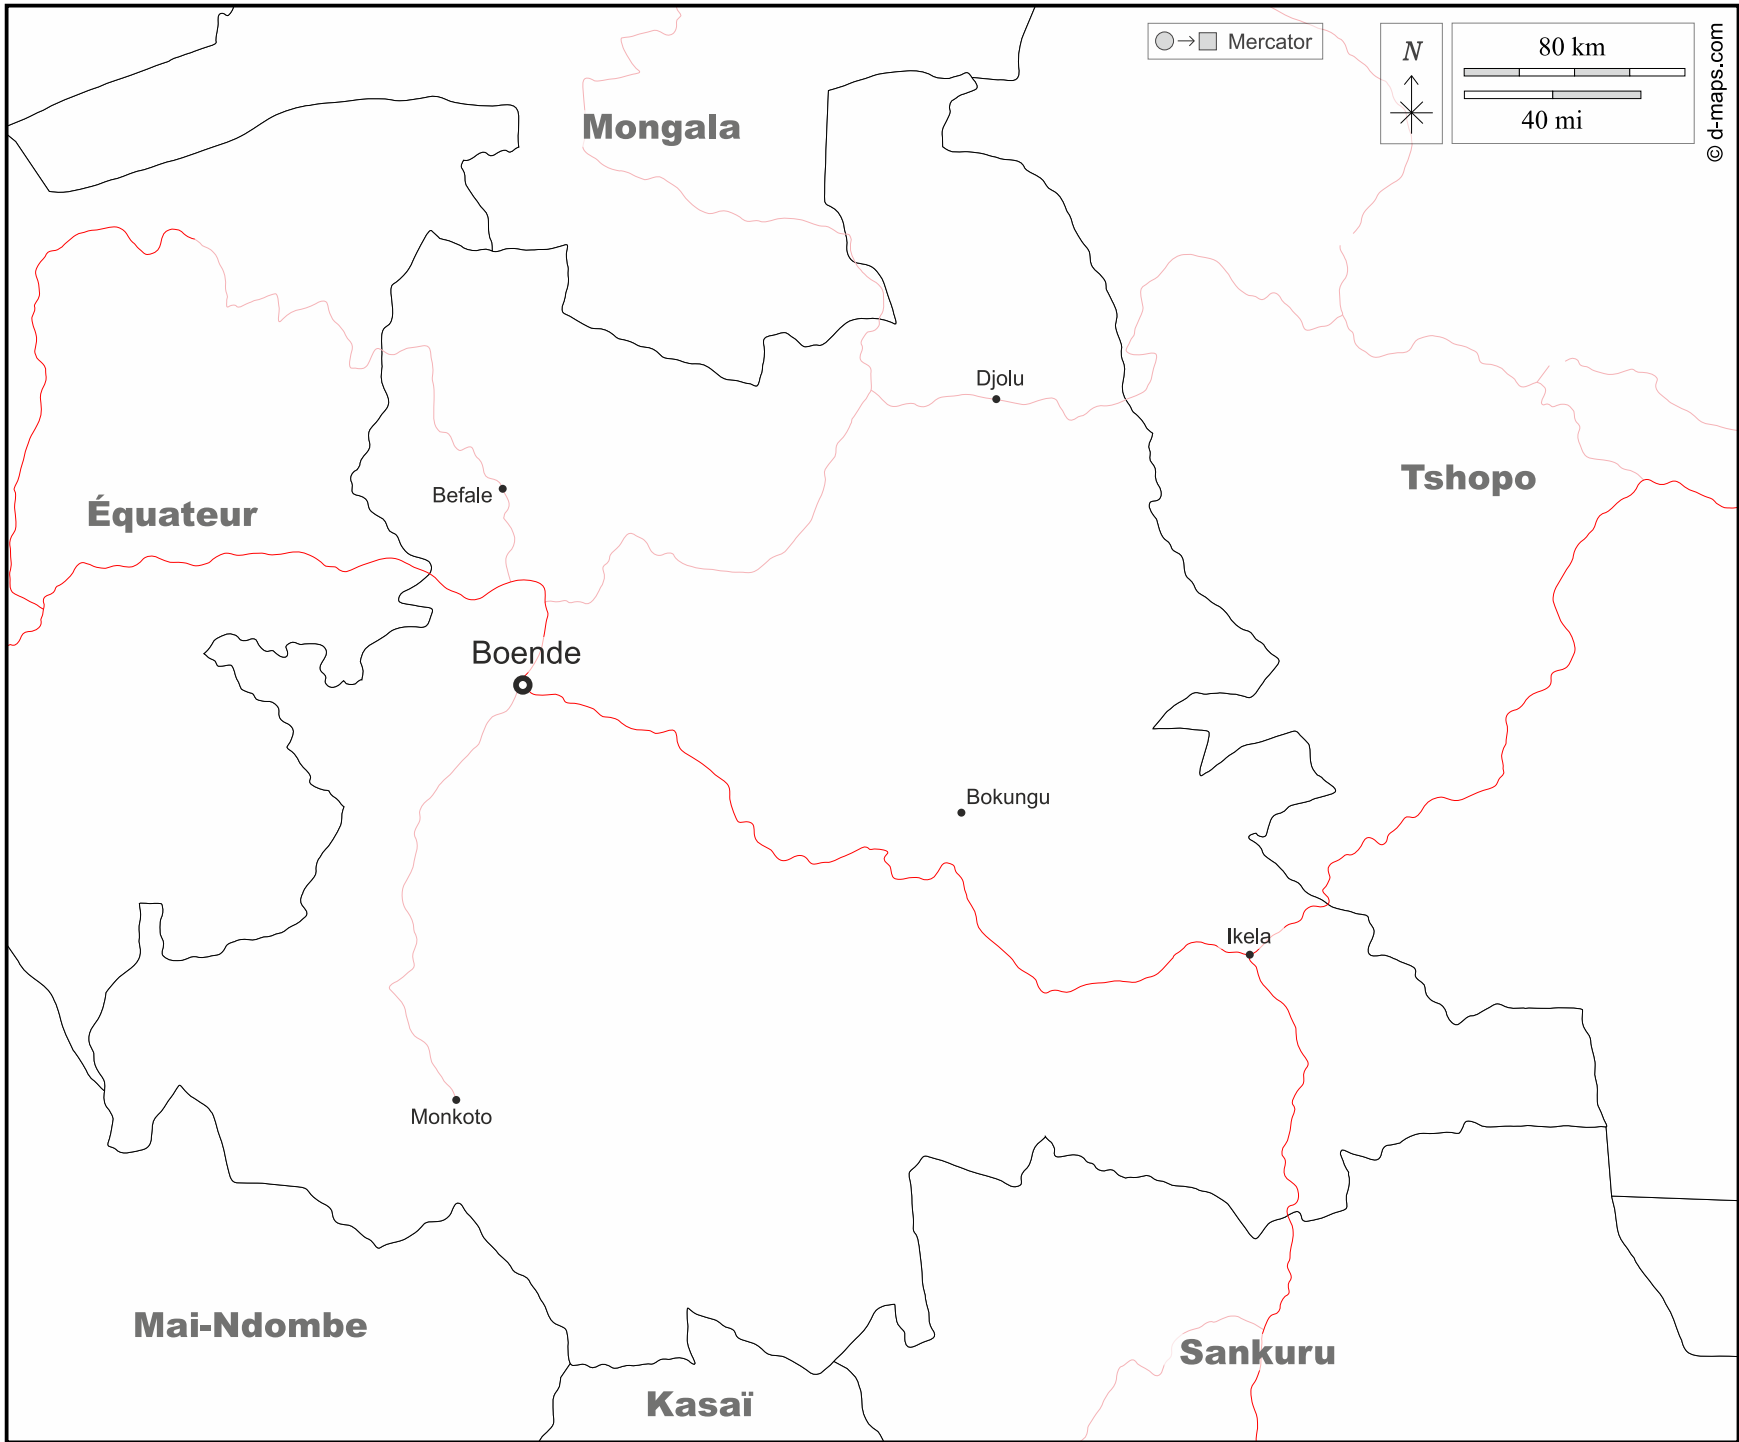 Mercator
N
80 km
40 mi
© d-maps.com
Mongala
Djolu
Tshopo
Befale
Équateur
Boende
Bokungu
Ikela
Monkoto
Mai-Ndombe
Sankuru
Kasaï